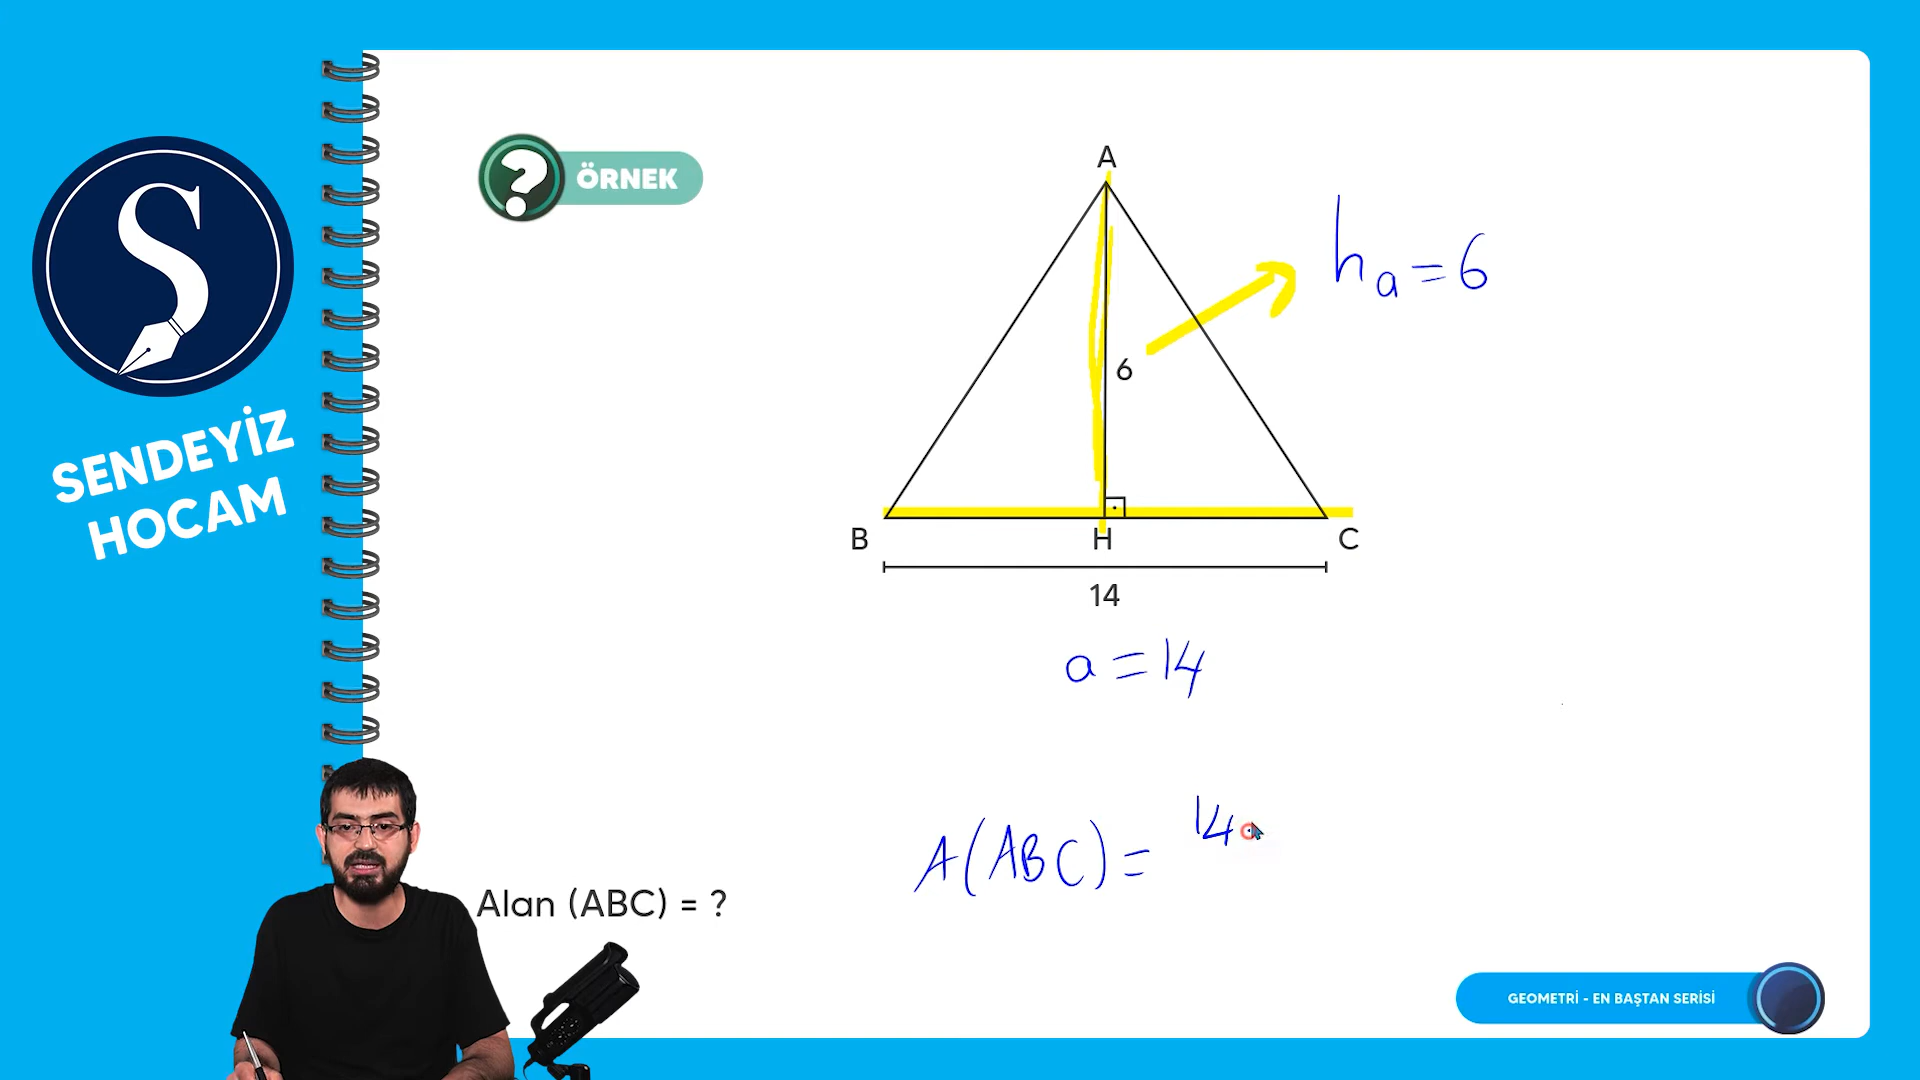 SENDEYİZ
HOCAM
ÖRNEK
A
h a = 6
6
B
H
C
14
a = 14
A(ABC) = 14
Alan (ABC) = ?
GEOMETRİ - EN BAŞTAN SERİSİ